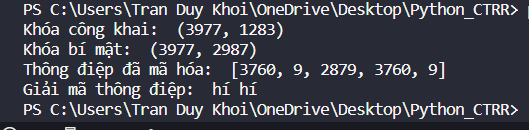 PS C:\Users\Tran Duy Khoi\OneDrive\Desktop\Python_CTRR>
Khóa công khai:  (3977, 1283)
Khóa bí mật:  (3977, 2987)
Thông điệp đã mã hóa:  [3760, 9, 2879, 3760, 9]
Giải mã thông điệp:  hí hí
PS C:\Users\Tran Duy Khoi\OneDrive\Desktop\Python_CTRR>